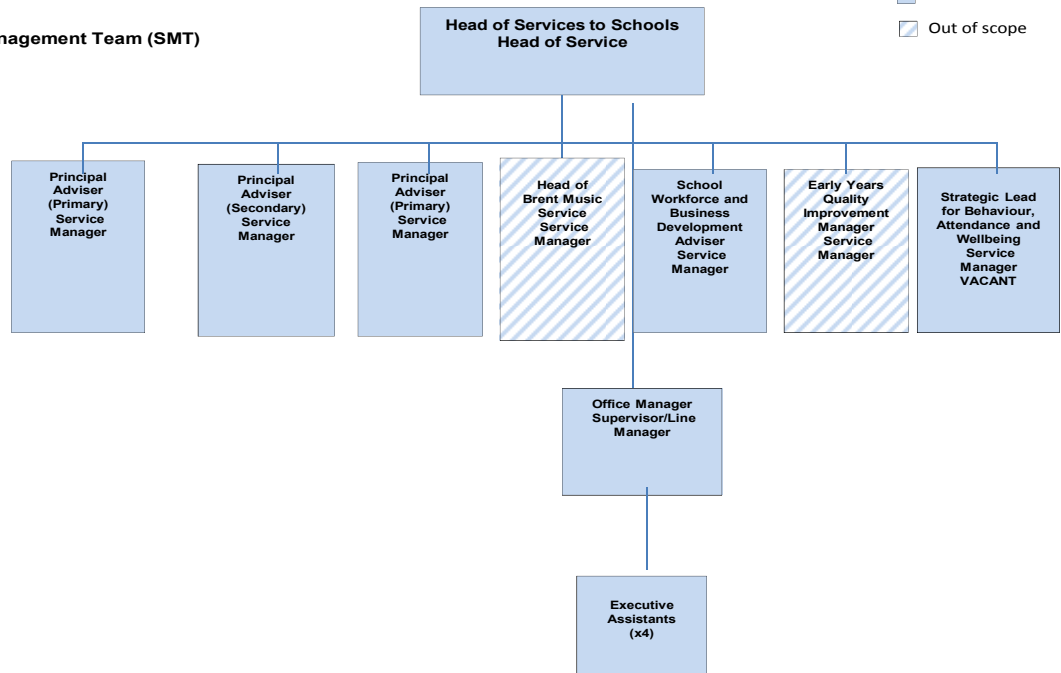 Head of Services to Schools
Head of Service
nagement Team (SMT)
Out of scope
Principal
Adviser
(Primary)
Service
Manager
Principal
Adviser
(Secondary)
Service
Manager
Principal
Adviser
(Primary)
Service
Manager
Head of
Brent Music
Service
Service
Manager
School
Workforce and
Business
Development
Adviser
Service
Manager
Early Years
Quality
Improvement
Manager
Service
Manager
Strategic Lead
for Behaviour,
Attendance and
Wellbeing
Service
Manager
VACANT
Office Manager
Supervisor/Line
Manager
Executive
Assistants
(x4)